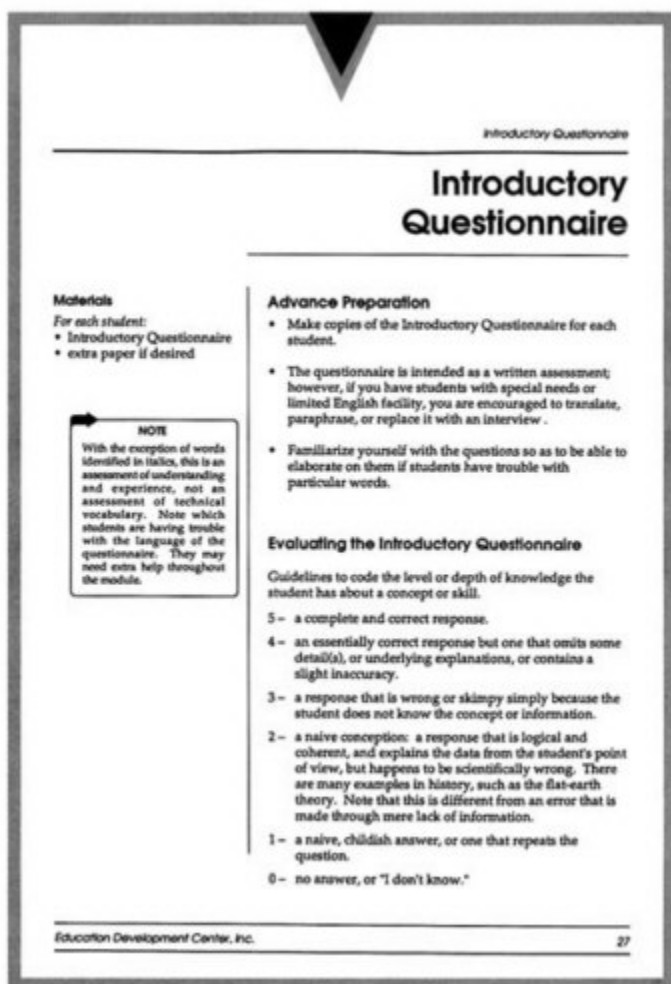 Introductory Questionnaire
Introductory
Questionnaire
Materials
For each student:
• Introductory Questionnaire
• extra paper if desired
NOTE
With the exception of words
identified in italics, this is an
assessment of understanding
and experience, not an
assessment of technical
vocabulary. Note which
students are having trouble
with the language of the
questionnaire. They may
need extra help throughout
the module.
Advance Preparation
• Make copies of the Introductory Questionnaire for each
student.
• The questionnaire is intended as a written assessment;
however, if you have students with special needs or
limited English facility, you are encouraged to translate,
paraphrase, or replace it with an interview .
• Familiarize yourself with the questions so as to be able to
elaborate on them if students have trouble with
particular words.
Evaluating the Introductory Questionnaire
Guidelines to code the level or depth of knowledge the
student has about a concept or skill.
5 – a complete and correct response.
4 – an essentially correct response but one that omits some
detail(s), or underlying explanations, or contains a
slight inaccuracy.
3 – a response that is wrong or skimpy simply because the
student does not know the concept or information.
2 – a naive conception: a response that is logical and
coherent, and explains the data from the student's point
of view, but happens to be scientifically wrong. There
are many examples in history, such as the flat-earth
theory. Note that this is different from an error that is
made through mere lack of information.
1 – a naive, childish answer, or one that repeats the
question.
0 – no answer, or "I don't know."
Education Development Center, Inc.
27